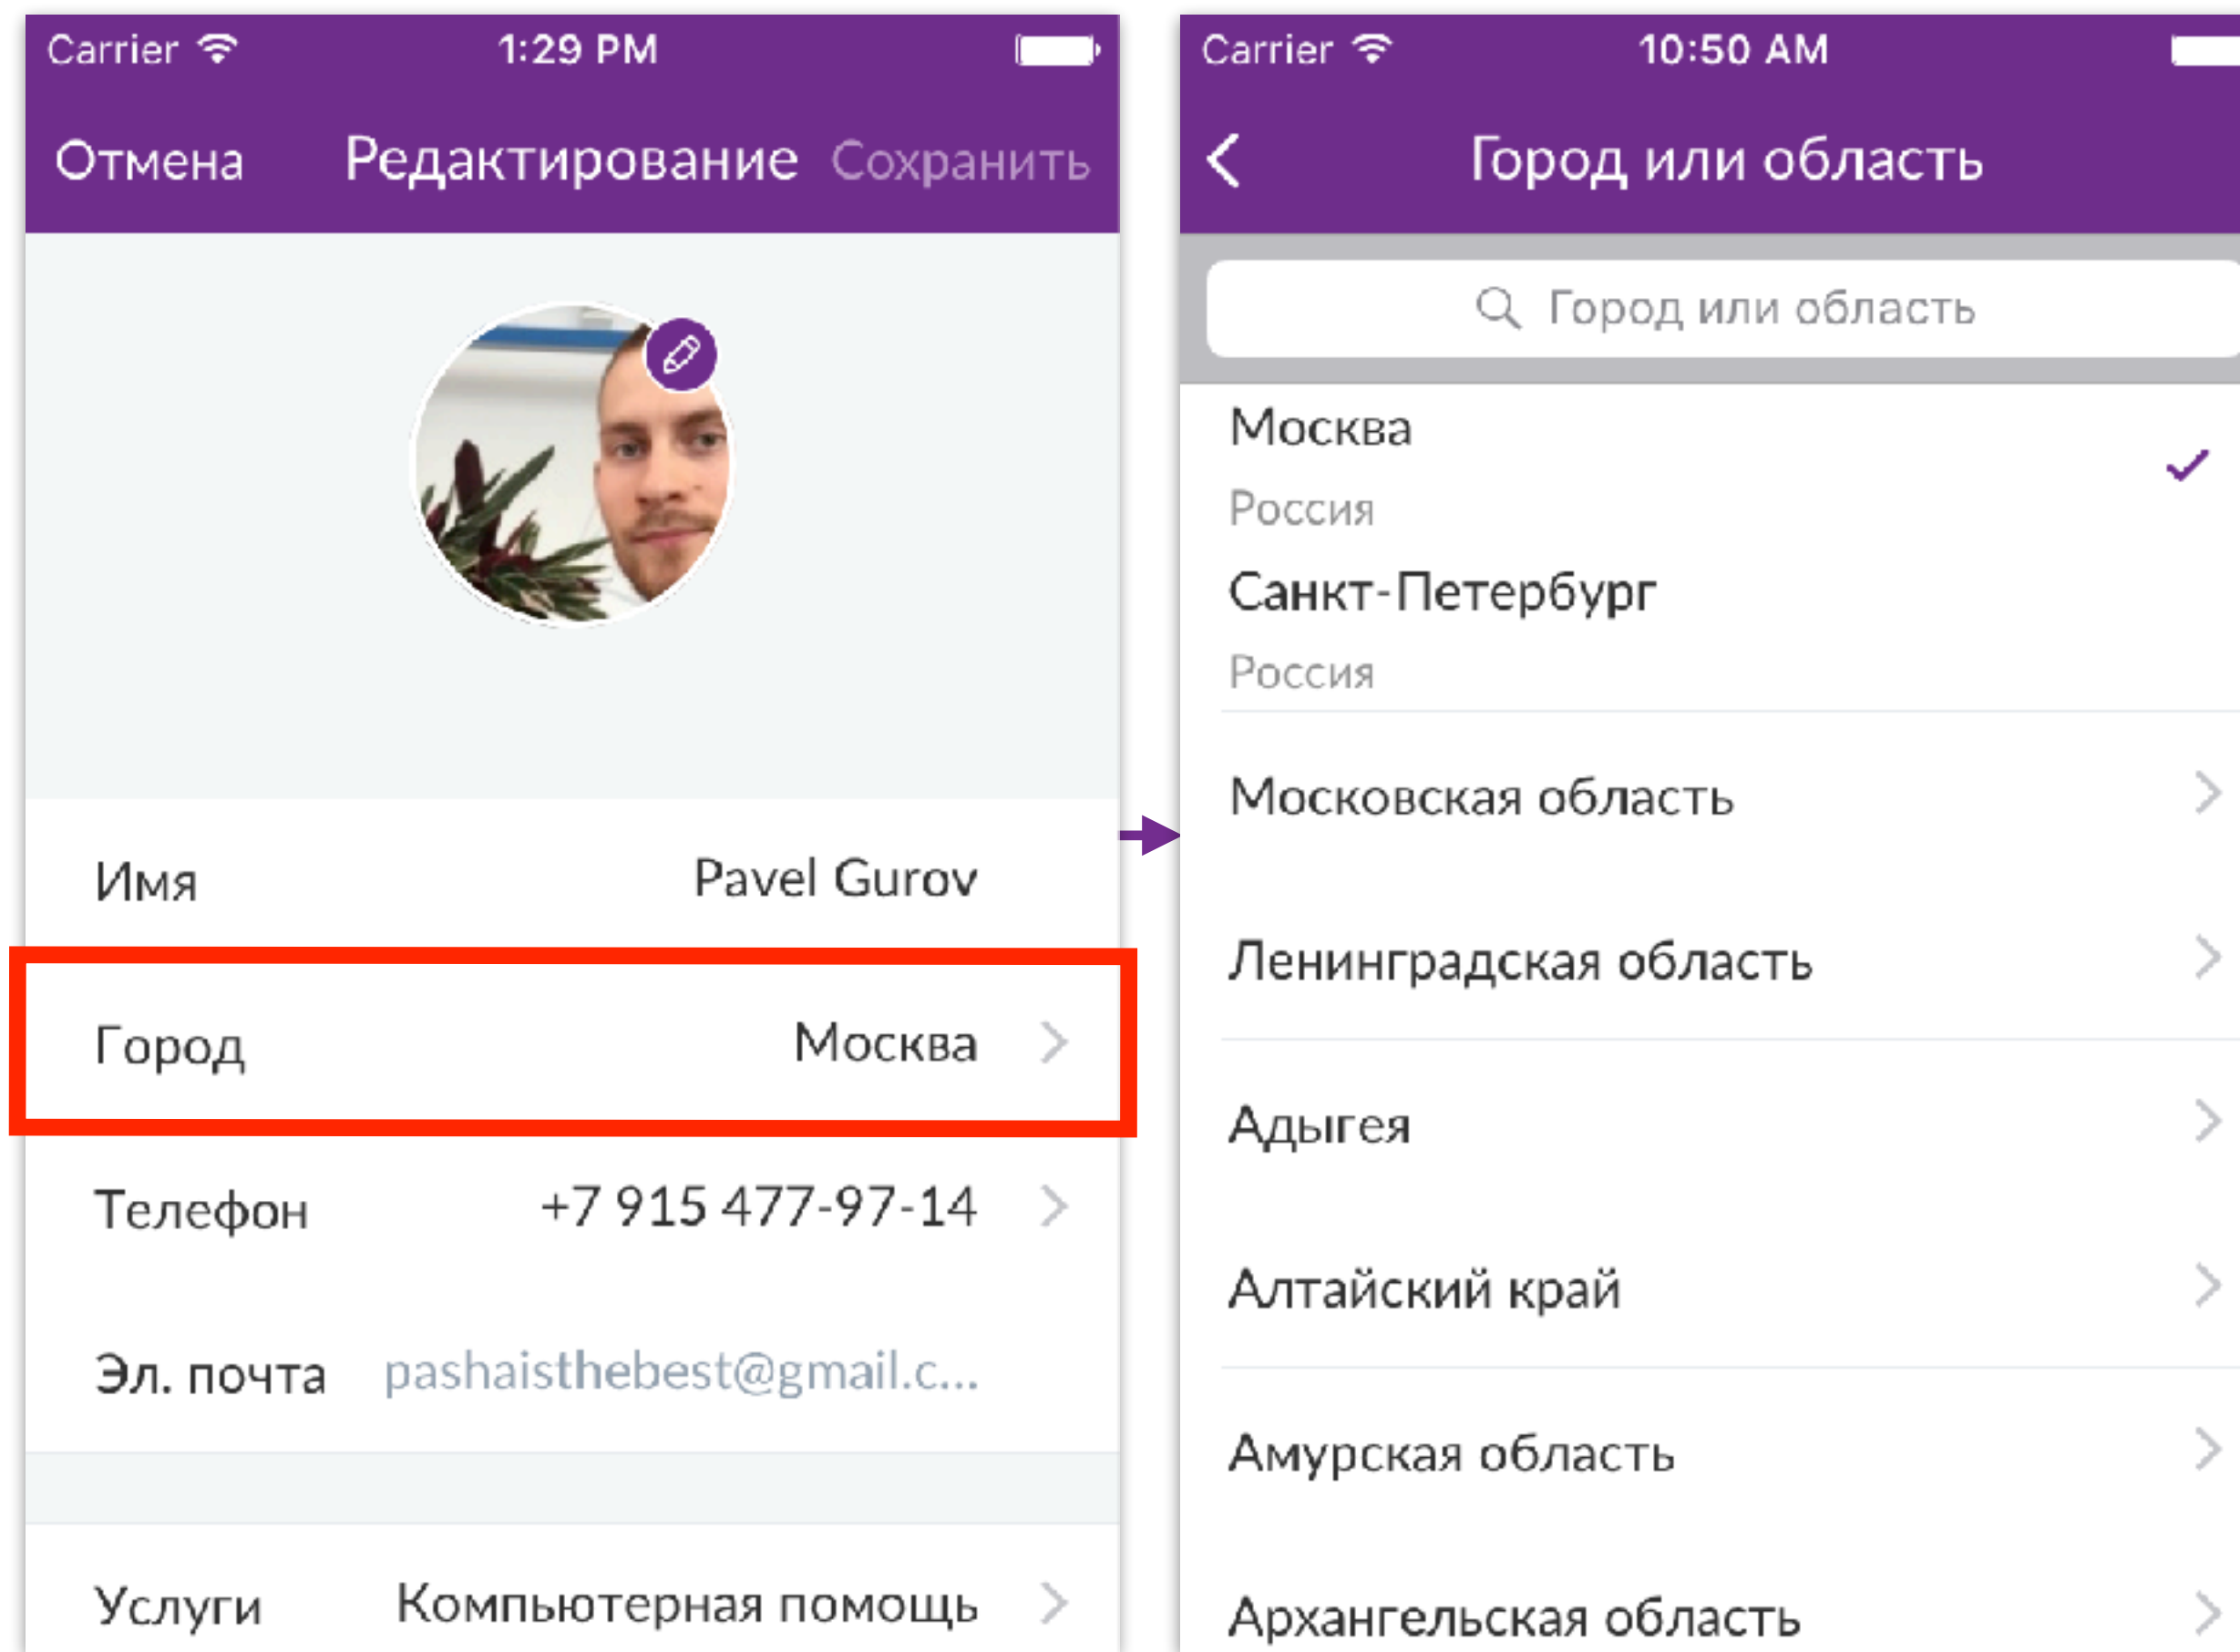 Carrier 1:29 PM
Отмена Редактирование Сохранить
Имя Pavel Gurov
Город Москва
Телефон +7 915 477-97-14
Эл. почта pashaisthebest@gmail.c...
Услуги Компьютерная помощь
Carrier 10:50 AM
Город или область
Город или область
Москва
Россия
Санкт-Петербург
Россия
Московская область
Ленинградская область
Адыгея
Алтайский край
Амурская область
Архангельская область